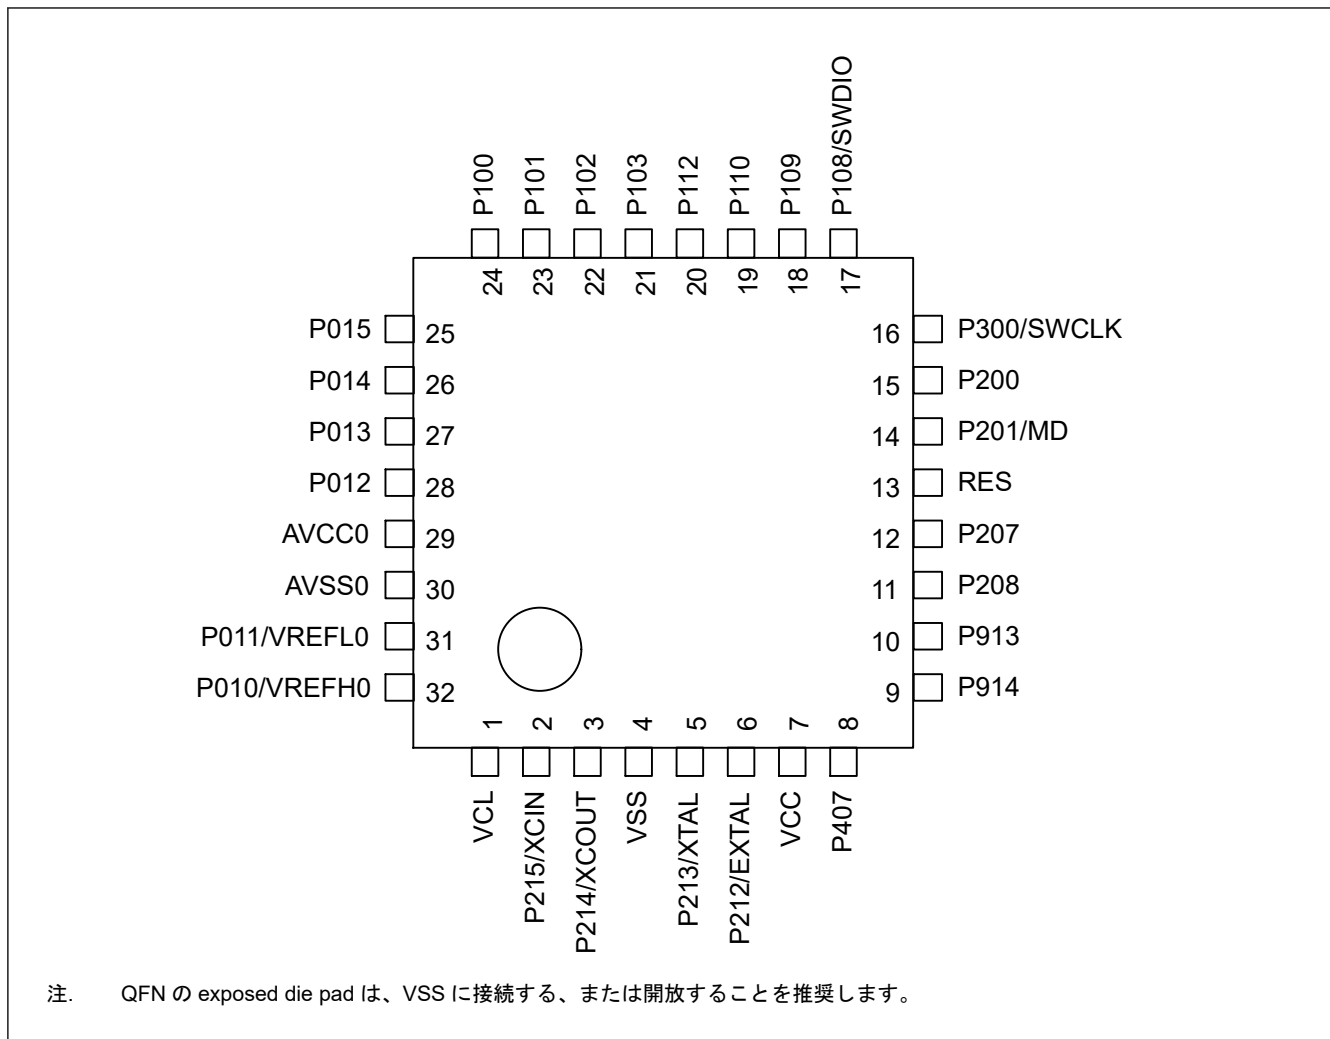 P100
P101
P102
P103
P112
P110
P109
P108/SWDIO
24
23
22
21
20
19
18
17
P015 25
P014 26
P013 27
P012 28
AVCC0 29
AVSS0 30
P011/VREFL0 31
P010/VREFH0 32
16 P300/SWCLK
15 P200
14 P201/MD
13 RES
12 P207
11 P208
10 P913
9 P914
1
2
3
4
5
6
7
8
VCL
P215/XCIN
P214/XCOUT
VSS
P213/XTAL
P212/EXTAL
VCC
P407
注. QFN の exposed die pad は、VSS に接続する、または開放することを推奨します。